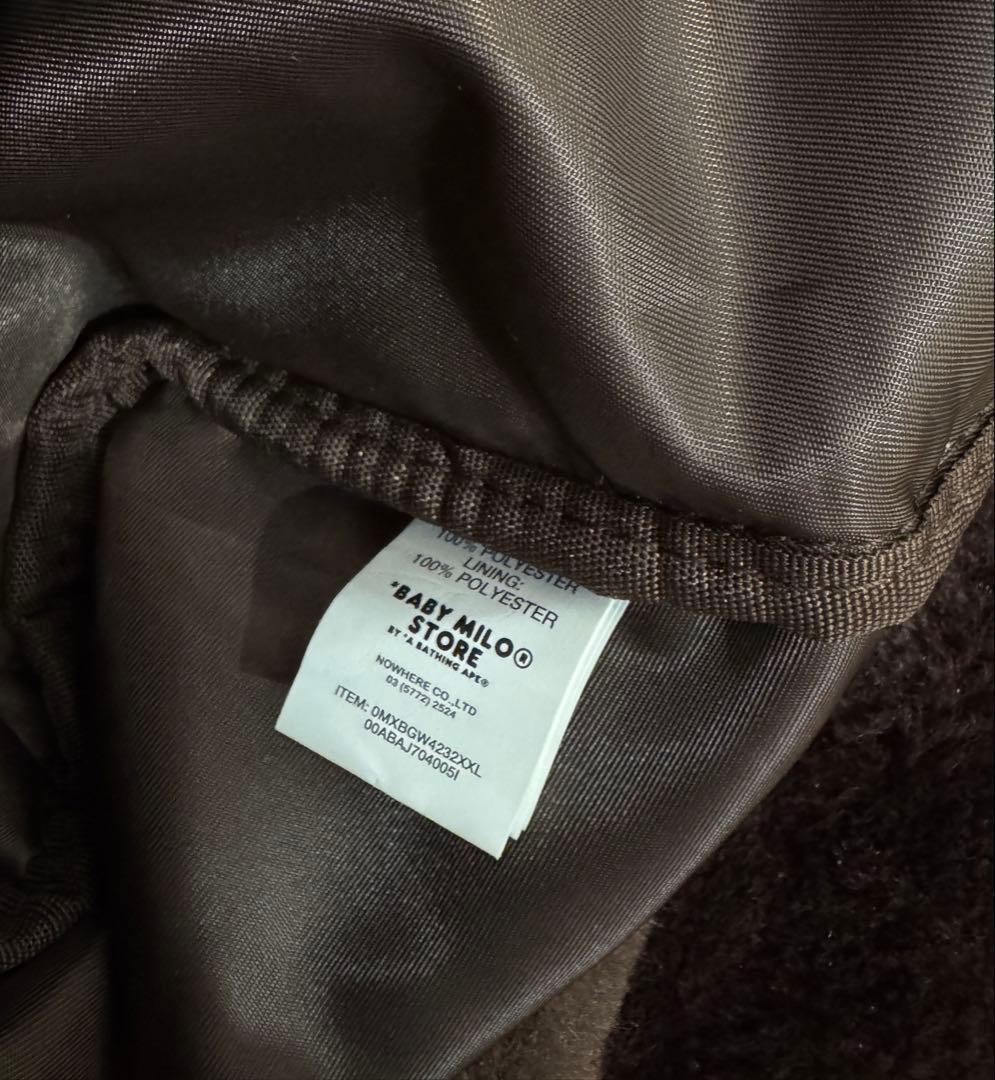 100% POLYESTER
LINING:
100% POLYESTER
*BABY MILO®
STORE
BY *A BATHING APE®
NOWHERE CO.,LTD
03 (5772) 2524
ITEM: 0MXBGW4232XXL
00ABAJ704005I